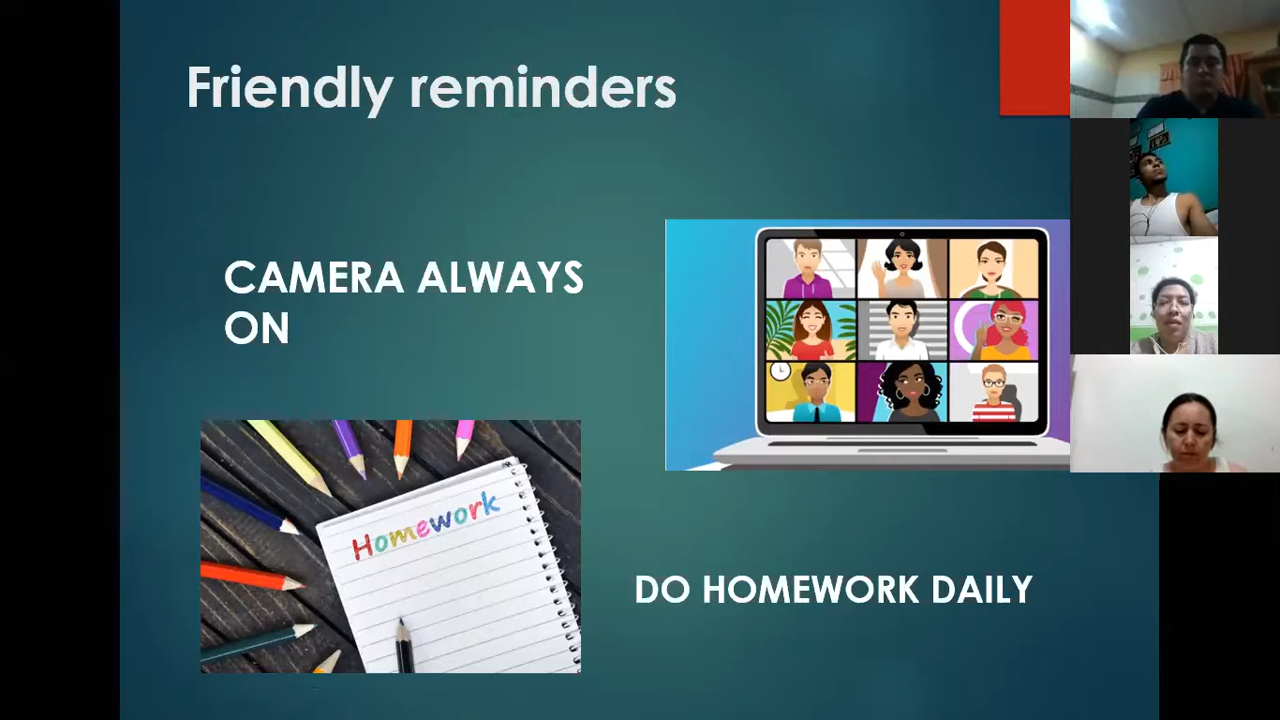 Friendly reminders
CAMERA ALWAYS
ON
Homework
DO HOMEWORK DAILY